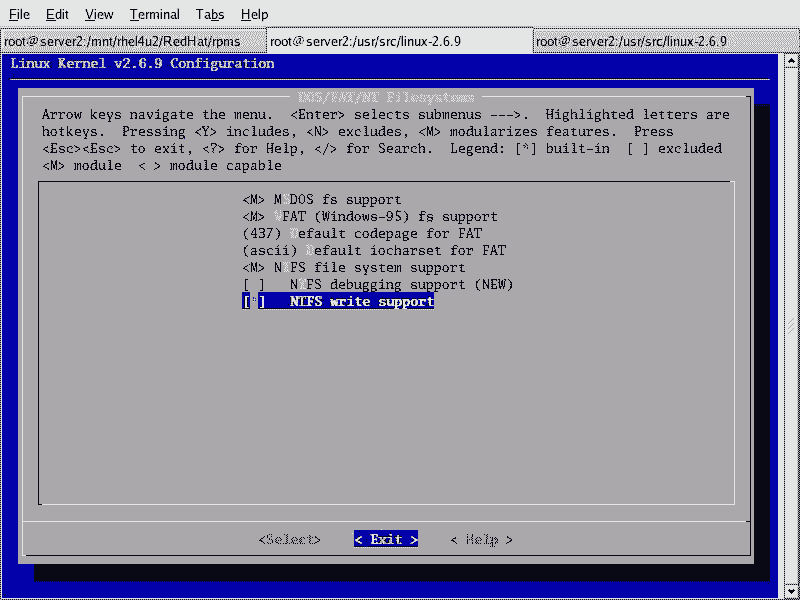 File Edit View Terminal Tabs Help
root@server2:/mnt/rhel4u2/RedHat/rpms root@server2:/usr/src/linux-2.6.9 root@server2:/usr/src/linux-2.6.9
Linux Kernel v2.6.9 Configuration
DOS/FAT/NT Filesystems
Arrow keys navigate the menu.  <Enter> selects submenus --->.  Highlighted letters are
hotkeys.  Pressing <Y> includes, <N> excludes, <M> modularizes features.  Press
<Esc><Esc> to exit, <?> for Help, </> for Search.  Legend: [*] built-in  [ ] excluded
<M> module  < > module capable
<M> MSDOS fs support
<M> VFAT (Windows-95) fs support
(437) Default codepage for FAT
(ascii) Default iocharset for FAT
<M> NTFS file system support
[ ]   NTFS debugging support (NEW)
[*]   NTFS write support
<Select> < Exit > < Help >